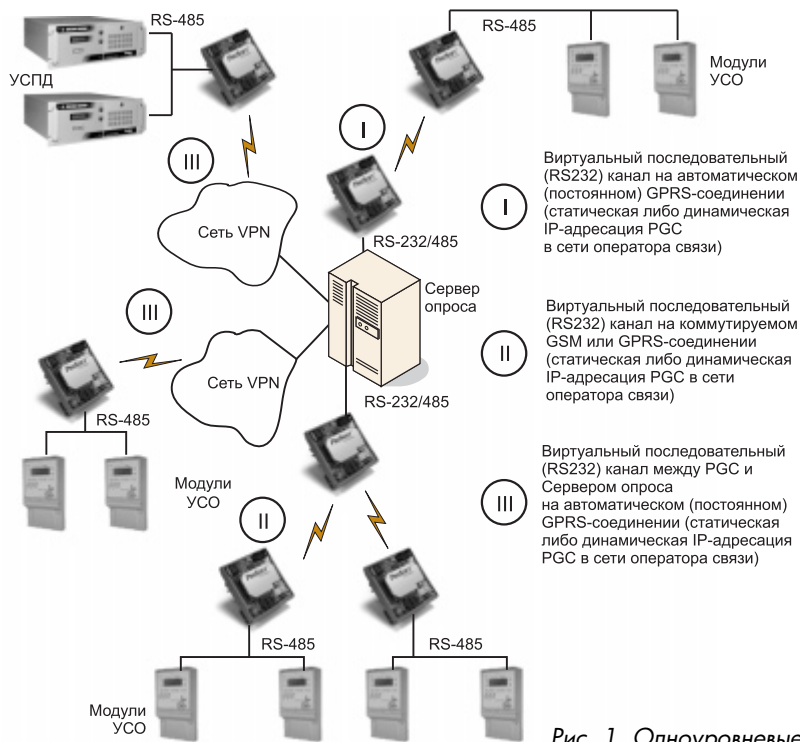 RS-485
RS-485
УСПД
Модули
УСО
I
III
Виртуальный последовательный
(RS232) канал на автоматическом
(постоянном) GPRS-соединении
(статическая либо динамическая
IP-адресация PGC
в сети оператора связи)
I
Сеть VPN
RS-232/485
Сервер
опроса
III
Виртуальный последовательный
(RS232) канал на коммутируемом
GSM или GPRS-соединении
(статическая либо динамическая
IP-адресация PGC в сети
оператора связи)
II
Сеть VPN
RS-232/485
RS-485
Виртуальный последовательный
(RS232) канал между PGC и
Сервером опроса
на автоматическом (постоянном)
GPRS-соединении (статическая
либо динамическая IP-адресация
PGC в сети оператора связи)
III
Модули
УСО
II
RS-485
RS-485
Модули
УСО
Рис. 1. Одноуровневые